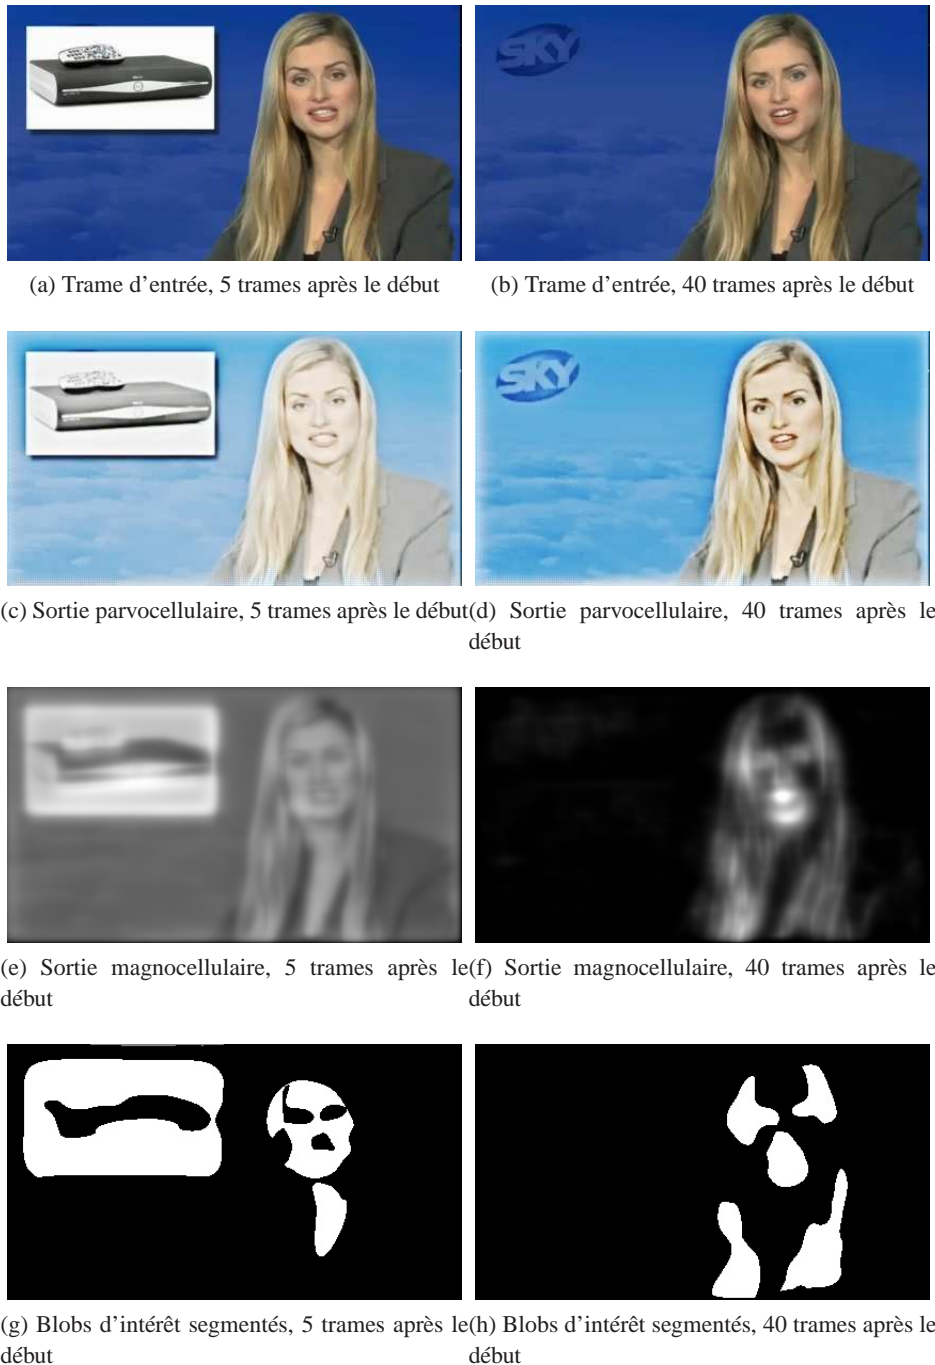 SKY
(a) Trame d'entrée, 5 trames après le début
(b) Trame d'entrée, 40 trames après le début
SKY
(c) Sortie parvocellulaire, 5 trames après le début
(d) Sortie parvocellulaire, 40 trames après le
début
(e) Sortie magnocellulaire, 5 trames après le
début
(f) Sortie magnocellulaire, 40 trames après le
début
(g) Blobs d'intérêt segmentés, 5 trames après le
début
(h) Blobs d'intérêt segmentés, 40 trames après le
début